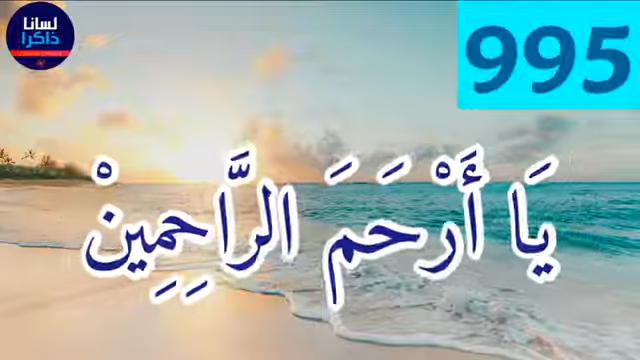 لسانا
ذاكرا
995
يَا أَرْحَمَ الرَّاحِمِينْ